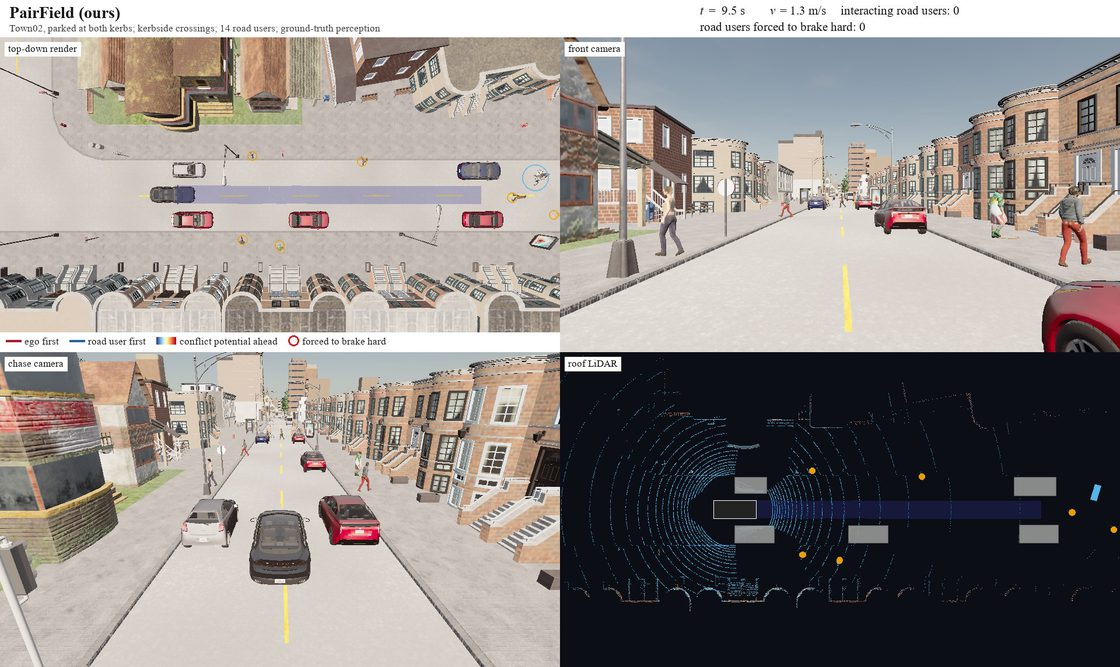 PairField (ours)
Town02, parked at both kerbs; kerbside crossings; 14 road users; ground-truth perception
t = 9.5 s v = 1.3 m/s interacting road users: 0
road users forced to brake hard: 0
top-down render
front camera
ego first road user first conflict potential ahead forced to brake hard
chase camera
roof LiDAR